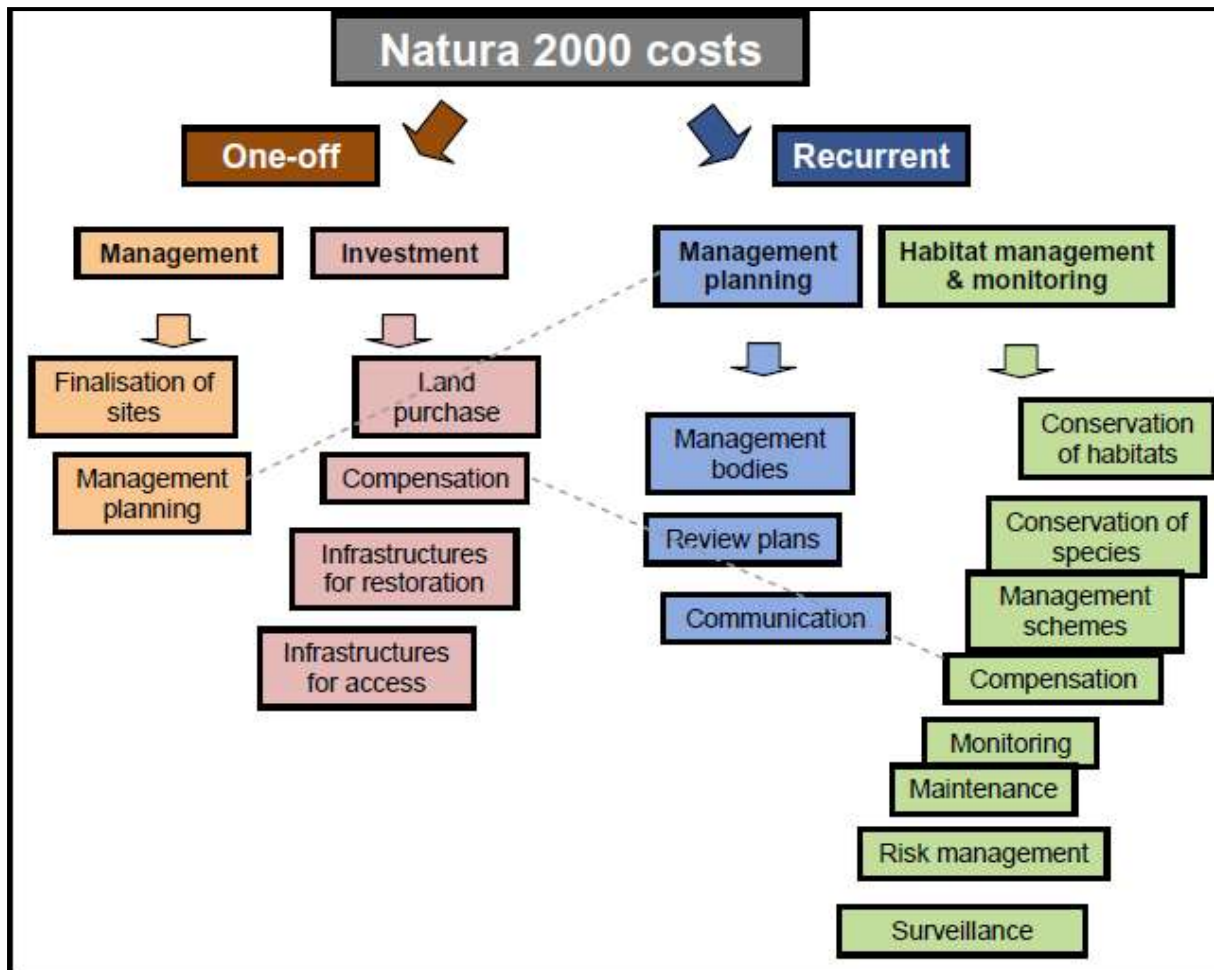 Natura 2000 costs
One-off
Recurrent
Management
Investment
Management
planning
Habitat management
& monitoring
Finalisation of
sites
Management
planning
Land
purchase
Compensation
Infrastructures
for restoration
Infrastructures
for access
Management
bodies
Review plans
Communication
Conservation
of habitats
Conservation of
species
Management
schemes
Compensation
Monitoring
Maintenance
Risk management
Surveillance